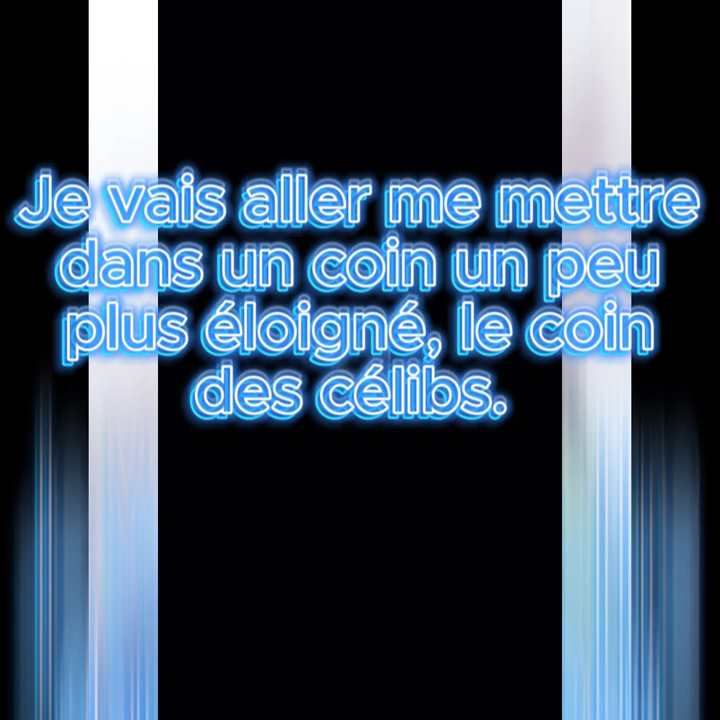 Je vais aller me mettre
dans un coin un peu
plus éloigné, le coin
des célibs.